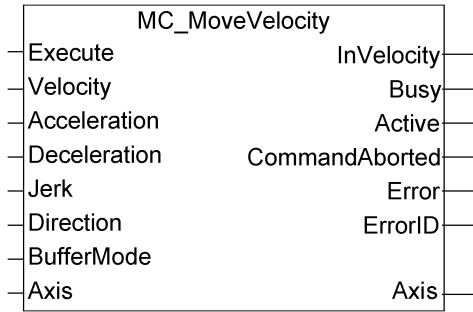 MC_MoveVelocity
Execute
InVelocity
Velocity
Busy
Acceleration
Active
Deceleration
CommandAborted
Jerk
Error
Direction
ErrorID
BufferMode
Axis
Axis